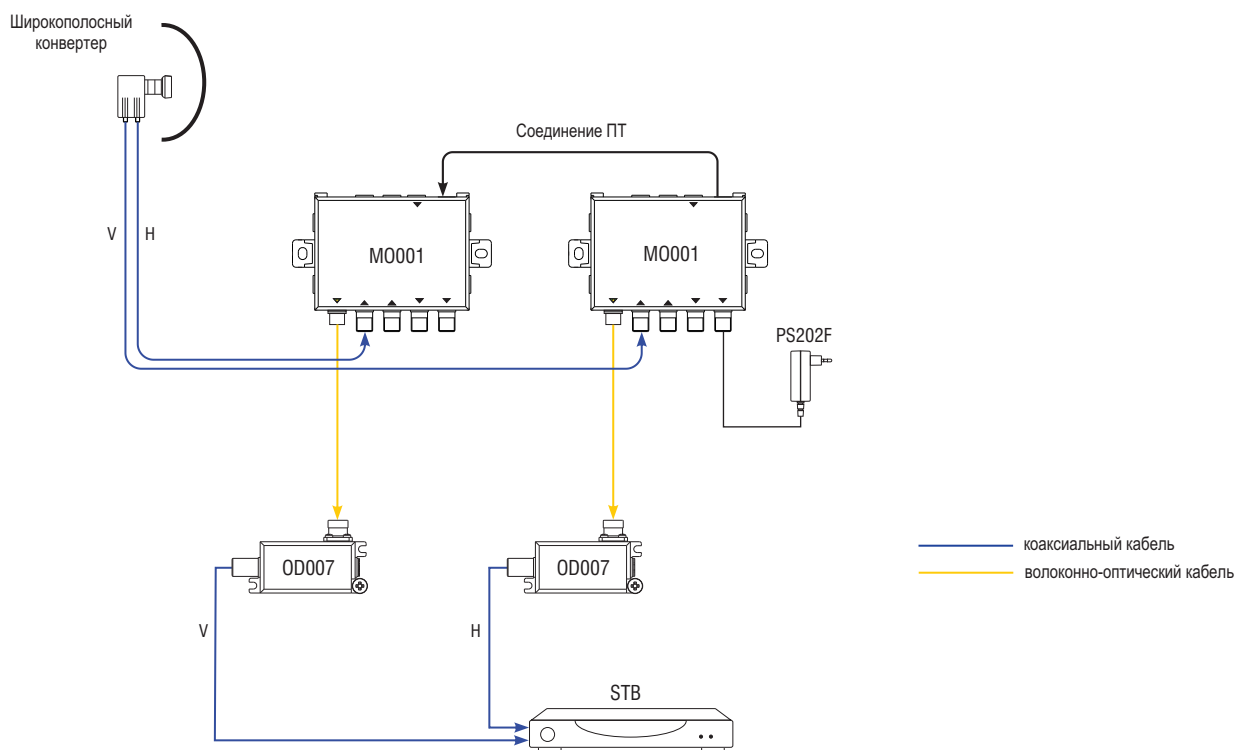 Широкополосный
конвертер
Соединение ПТ
V
H
MO001
MO001
PS202F
OD007
OD007
коаксиальный кабель
волоконно-оптический кабель
V
H
STB